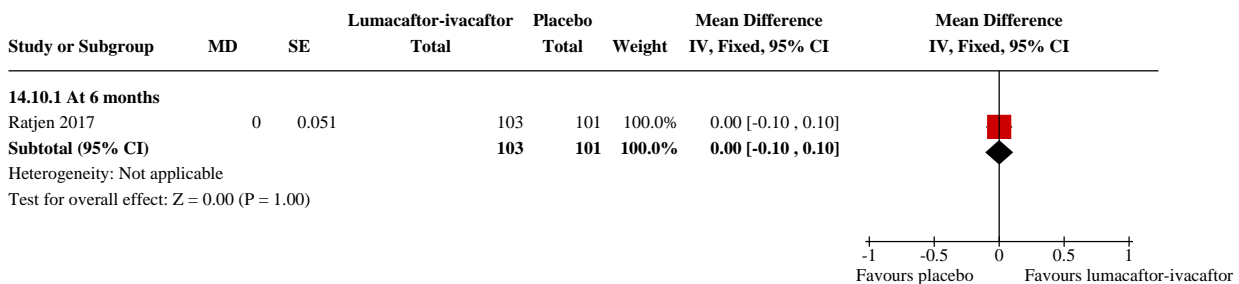 Lumacaftor-ivacaftor Placebo Mean Difference Mean Difference
Study or Subgroup MD SE Total Total Weight IV, Fixed, 95% CI IV, Fixed, 95% CI
14.10.1 At 6 months
Ratjen 2017 0 0.051 103 101 100.0% 0.00 [-0.10 , 0.10]
Subtotal (95% CI) 103 101 100.0% 0.00 [-0.10 , 0.10]
Heterogeneity: Not applicable
Test for overall effect: Z = 0.00 (P = 1.00)
-1 -0.5 0 0.5 1
Favours placebo Favours lumacaftor-ivacaftor